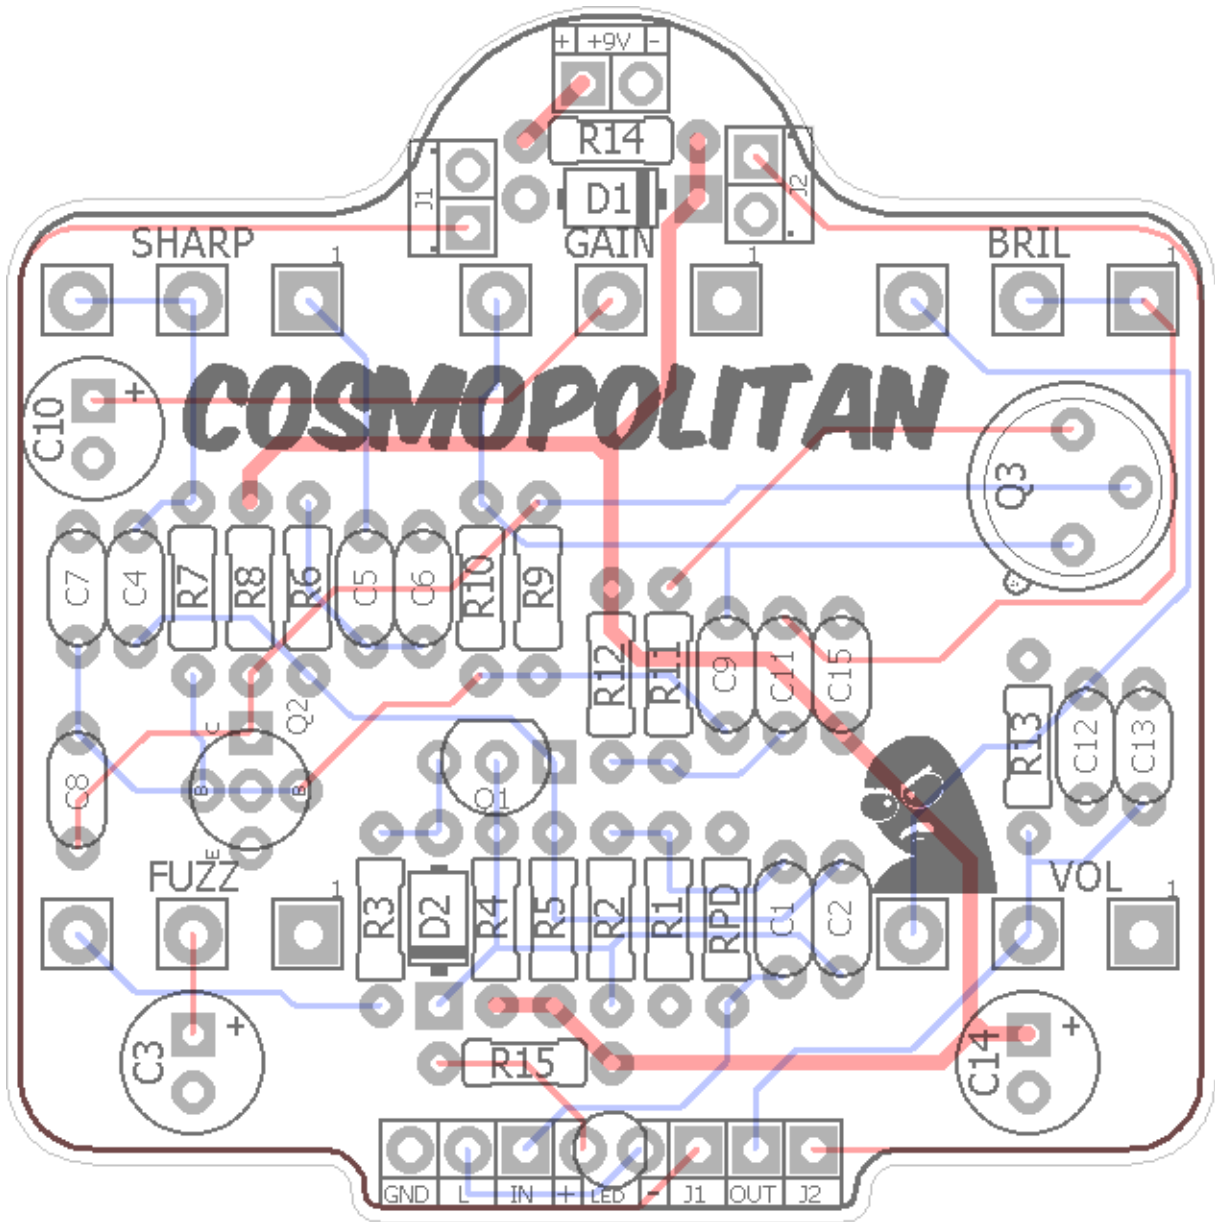 + +9V -
R14
J1
D1
J2
SHARP
GAIN
BRIL
1
1
1
COSMOPOLITAN
C10
+
Q3
C7
C4
R7
R8
R6
C5
C6
R10
R9
R12
R11
C9
C11
C15
R13
C12
C13
C
Q2
B
B
E
C8
Q1
FUZZ
VOL
1
1
R3
D2
R4
R5
R2
R1
RPD
C1
C2
C3
+
R15
C14
+
GND L IN + LED - J1 OUT J2